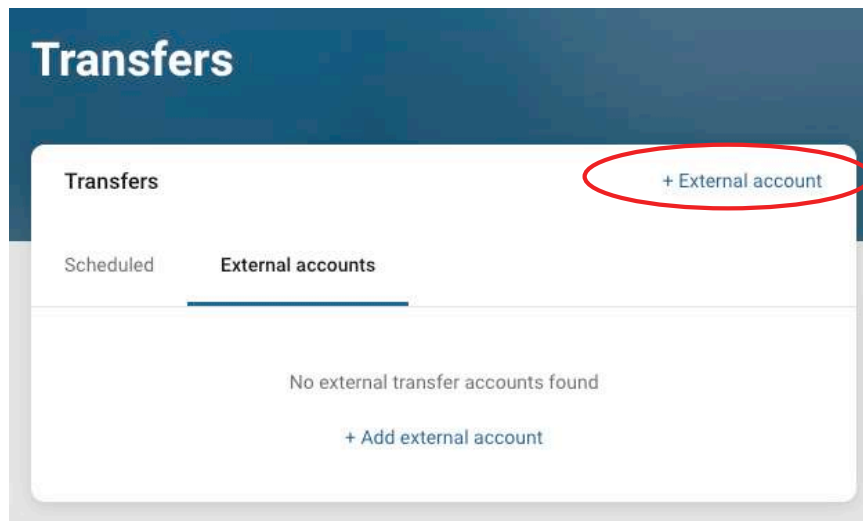 Transfers
Transfers
+ External account
Scheduled
External accounts
No external transfer accounts found
+ Add external account